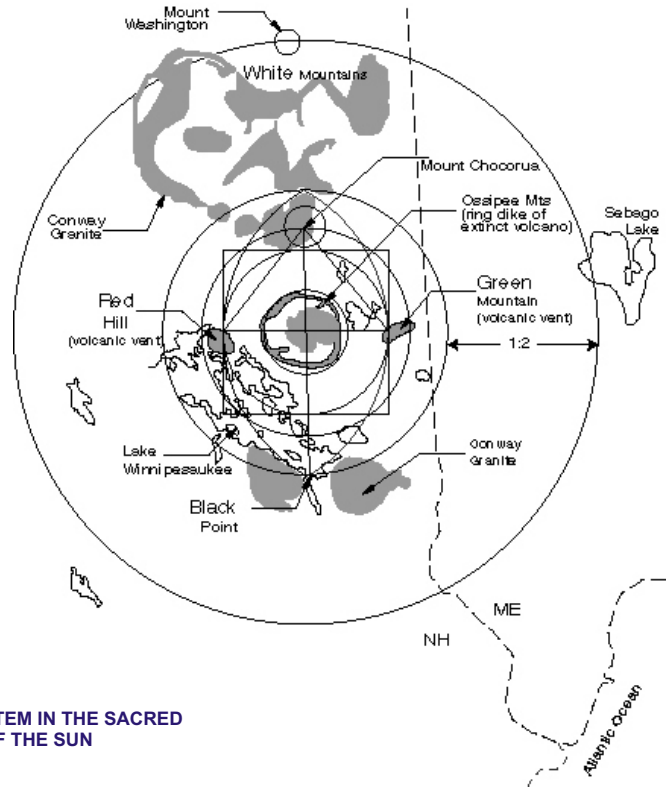 Mount
Washington
White Mountains
Mount Chocorua
Ossipee Mts
(ring dike of
extinct volcano)
Sebago
Lake
Conway
Granite
Green
Mountain
(volcanic vent)
Red
Hill
(volcanic vent)
1:2
Lake
Winnipesaukee
Conway
Granite
Black
Point
ME
NH
TEM IN THE SACRED
F THE SUN
Atlantic Ocean